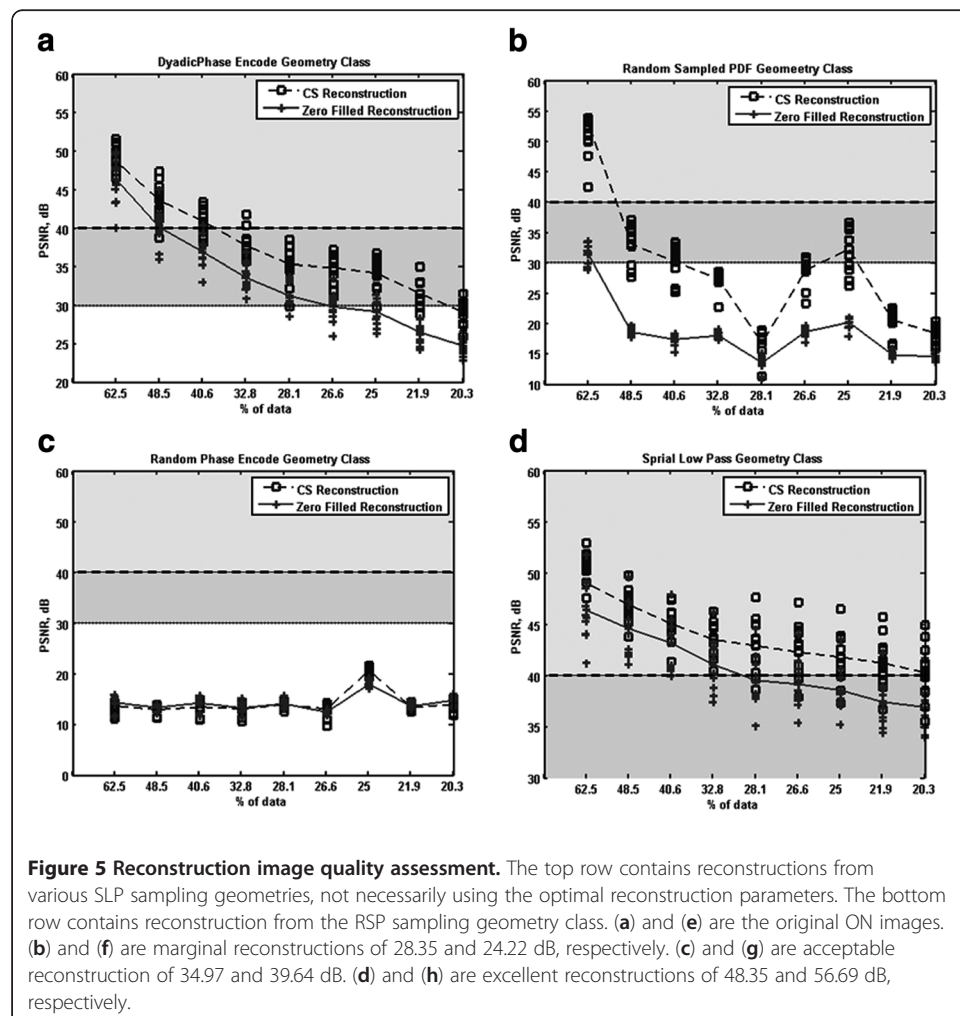 a
DyadicPhase Encode Geometry Class
60
55
50
45
40
35
30
25
20
PSNR, dB
CS Reconstruction
Zero Filled Reconstruction
62.5 48.5 40.6 32.8 28.1 26.6 25 21.9 20.3
% of data
b
Random Sampled PDF Geomeetry Class
60
55
50
45
40
35
30
25
20
15
10
PSNR, dB
CS Reconstruction
Zero Filled Reconstruction
62.5 48.5 40.6 32.8 28.1 26.6 25 21.9 20.3
% of data
c
Random Phase Encode Geometry Class
60
50
40
30
20
10
0
PSNR, dB
CS Reconstruction
Zero Filled Reconstruction
62.5 48.5 40.6 32.8 28.1 26.6 25 21.9 20.3
% of data
d
Sprial Low Pass Geometry Class
60
55
50
45
40
35
30
PSNR, dB
CS Reconstruction
Zero Filled Reconstruction
62.5 48.5 40.6 32.8 28.1 26.6 25 21.9 20.3
% of data
Figure 5 Reconstruction image quality assessment. The top row contains reconstructions from
various SLP sampling geometries, not necessarily using the optimal reconstruction parameters. The bottom
row contains reconstruction from the RSP sampling geometry class. (a) and (e) are the original ON images.
(b) and (f) are marginal reconstructions of 28.35 and 24.22 dB, respectively. (c) and (g) are acceptable
reconstruction of 34.97 and 39.64 dB. (d) and (h) are excellent reconstructions of 48.35 and 56.69 dB,
respectively.